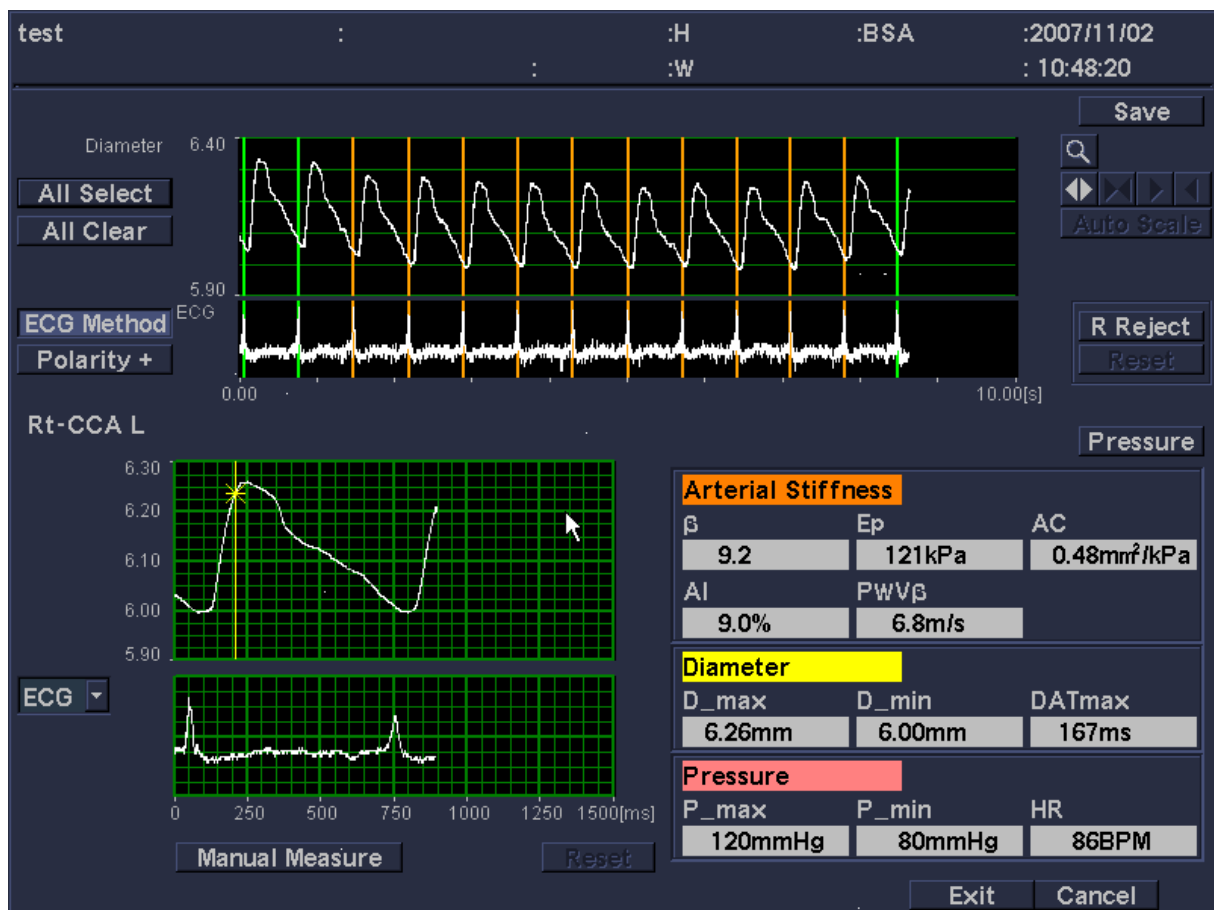 test : :H :BSA :2007/11/02
: :W : 10:48:20
Save
Diameter 6.40
All Select
All Clear
Auto Scale
5.90
ECG
ECG Method
R Reject
Polarity +
Reset
0.00 10.00[s]
Rt-CCA L
Pressure
6.30
6.20
6.10
6.00
5.90
ECG
0 250 500 750 1000 1250 1500[ms]
Manual Measure Reset
Arterial Stiffness
β Ep AC
9.2 121kPa 0.48mm²/kPa
AI PWVβ
9.0% 6.8m/s
Diameter
D_max D_min DATmax
6.26mm 6.00mm 167ms
Pressure
P_max P_min HR
120mmHg 80mmHg 86BPM
Exit Cancel